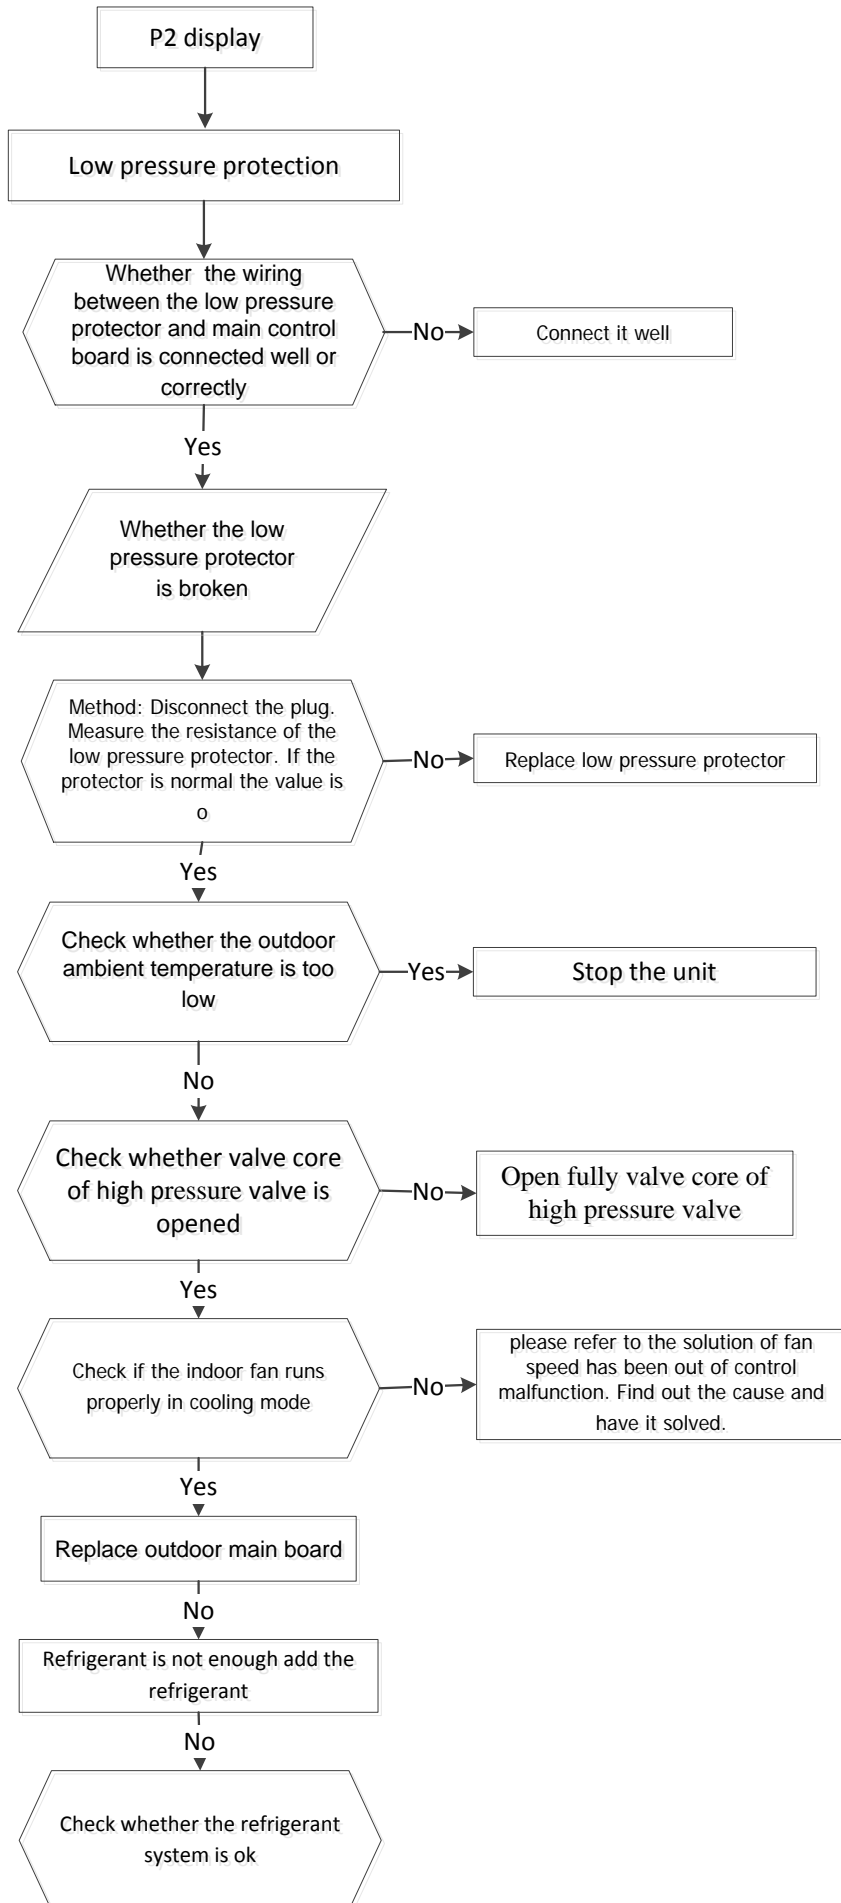 P2 display
Low pressure protection
Whether the wiring
between the low pressure
protector and main control
board is connected well or
correctly
No
Connect it well
Yes
Whether the low
pressure protector
is broken
Method: Disconnect the plug.
Measure the resistance of the
low pressure protector. If the
protector is normal the value is
o
No
Replace low pressure protector
Yes
Check whether the outdoor
ambient temperature is too
low
Yes
Stop the unit
No
Check whether valve core
of high pressure valve is
opened
No
Open fully valve core of
high pressure valve
Yes
Check if the indoor fan runs
properly in cooling mode
No
please refer to the solution of fan
speed has been out of control
malfunction. Find out the cause and
have it solved.
Yes
Replace outdoor main board
No
Refrigerant is not enough add the
refrigerant
No
Check whether the refrigerant
system is ok